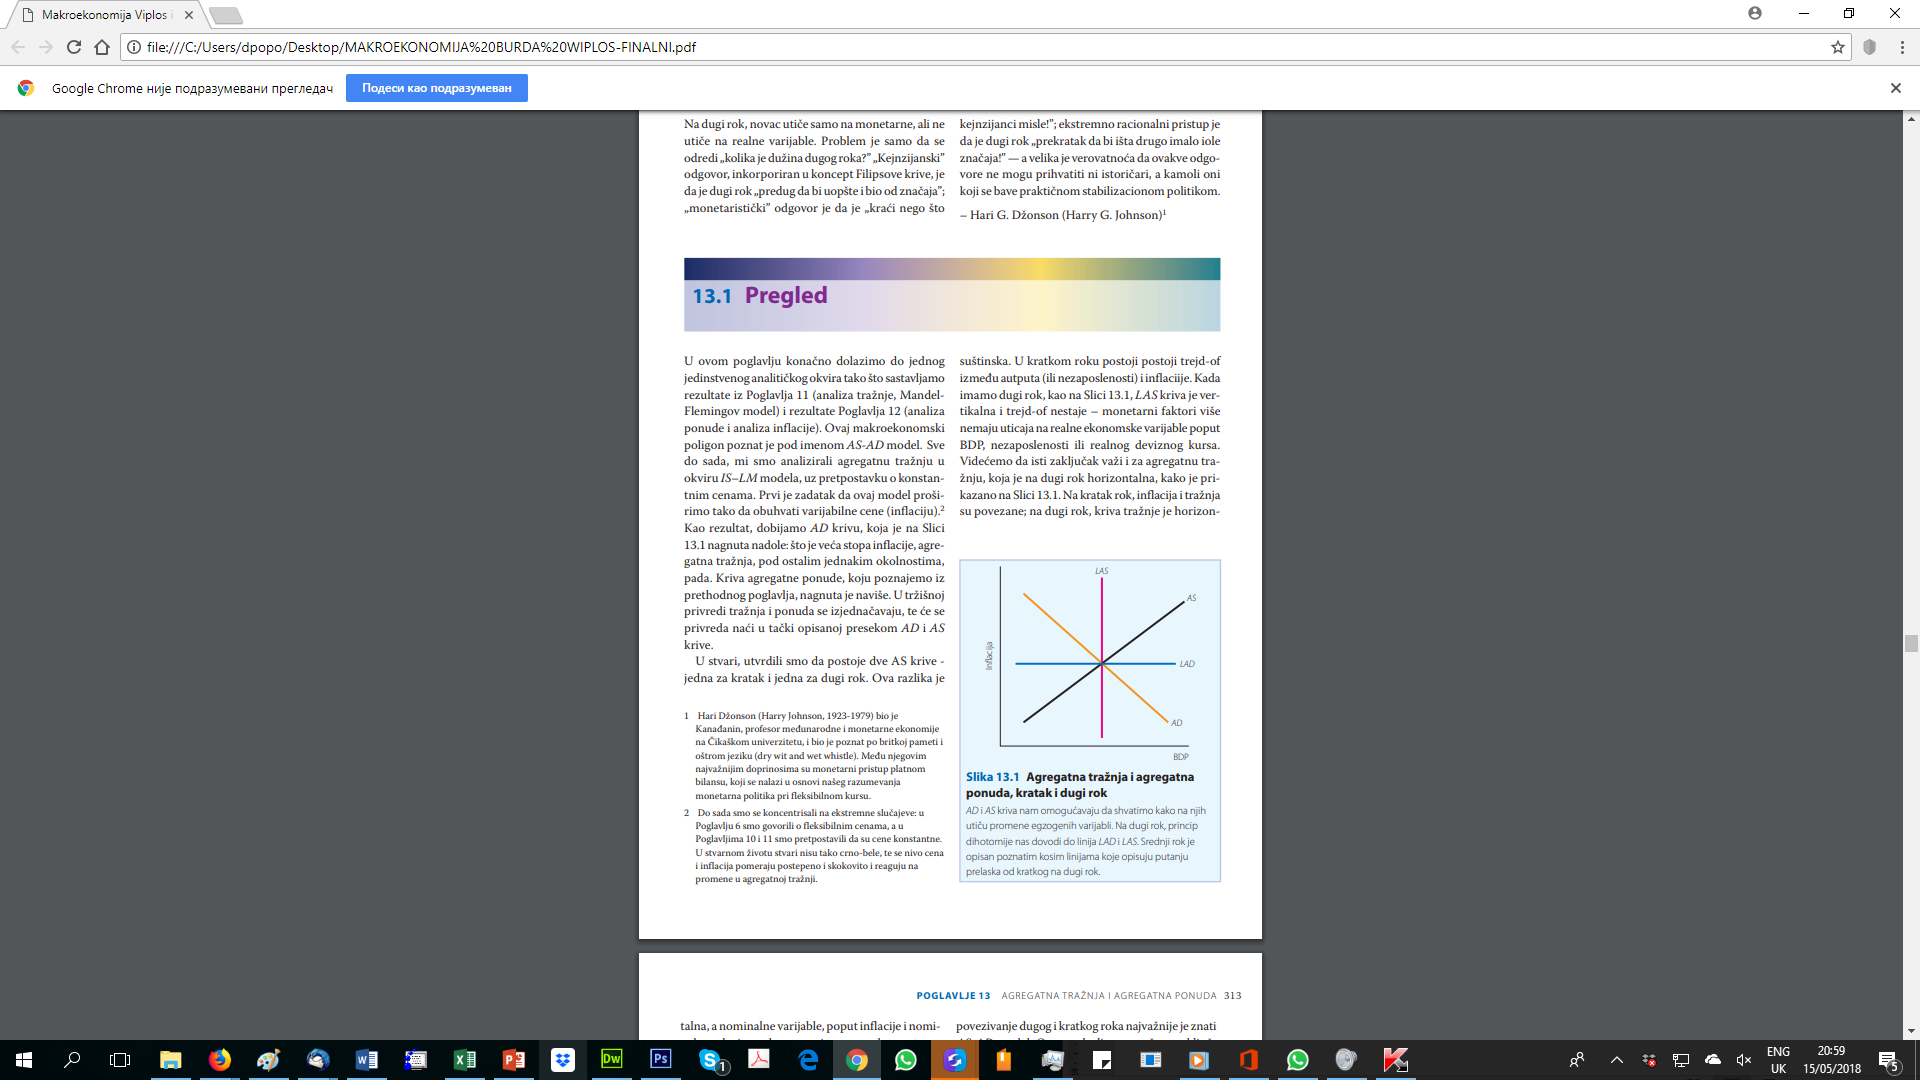 Makroekonomija Viplos i
file:///C:/Users/dpopo/Desktop/MAKROEKONOMIJA%20BURDA%20WIPLOS-FINALNI.pdf
Google Chrome није подразумевани прегледач
Подеси као подразумеван
Na dugi rok, novac utiče samo na monetarne, ali ne
utiče na realne varijable. Problem je samo da se
odredi „kolika je dužina dugog roka?” „Kejnzijanski”
odgovor, inkorporiran u koncept Filipsove krive, je
da je dugi rok „predug da bi uopšte i bio od značaja”;
„monetaristički” odgovor je da je „kraći nego što
kejnzijanci misle!”; ekstremno racionalni pristup je
da je dugi rok „prekratak da bi išta drugo imalo iole
značaja!” — a velika je verovatnoća da ovakve odgo-
vore ne mogu prihvatiti ni istoričari, a kamoli oni
koji se bave praktičnom stabilizacionom politikom.
– Hari G. Džonson (Harry G. Johnson)¹
13.1 Pregled
U ovom poglavlju konačno dolazimo do jednog
jedinstvenog analitičkog okvira tako što sastavljamo
rezultate iz Poglavlja 11 (analiza tražnje, Mandel-
Flemingov model) i rezultate Poglavlja 12 (analiza
ponude i analiza inflacije). Ovaj makroekonomski
poligon poznat je pod imenom AS-AD model. Sve
do sada, mi smo analizirali agregatnu tražnju u
okviru IS–LM modela, uz pretpostavku o konstan-
tnim cenama. Prvi je zadatak da ovaj model proši-
rimo tako da obuhvati varijabilne cene (inflaciju).²
Kao rezultat, dobijamo AD krivu, koja je na Slici
13.1 nagnuta nadole: što je veća stopa inflacije, agre-
gatna tražnja, pod ostalim jednakim okolnostima,
pada. Kriva agregatne ponude, koju poznajemo iz
prethodnog poglavlja, nagnuta je naviše. U tržišnoj
privredi tražnja i ponuda se izjednačavaju, te će se
privreda naći u tački opisanoj presekom AD i AS
krive.
U stvari, utvrdili smo da postoje dve AS krive -
jedna za kratak i jedna za dugi rok. Ova razlika je
1 Hari Džonson (Harry Johnson, 1923-1979) bio je
Kanađanin, profesor međunarodne i monetarne ekonomije
na Čikaškom univerzitetu, i bio je poznat po britkoj pameti i
oštrom jeziku (dry wit and wet whistle). Među njegovim
najvažnijim doprinosima su monetarni pristup platnom
bilansu, koji se nalazi u osnovi našeg razumevanja
monetarna politika pri fleksibilnom kursu.
2 Do sada smo se koncentrisali na ekstremne slučajeve: u
Poglavlju 6 smo govorili o fleksibilnim cenama, a u
Poglavljima 10 i 11 smo pretpostavili da su cene konstantne.
U stvarnom životu stvari nisu tako crno-bele, te se nivo cena
i inflacija pomeraju postepeno i skokovito i reaguju na
promene u agregatnoj tražnji.
suštinska. U kratkom roku postoji postoji trejd-of
između autputa (ili nezaposlenosti) i inflaciije. Kada
imamo dugi rok, kao na Slici 13.1, LAS kriva je ver-
tikalna i trejd-of nestaje – monetarni faktori više
nemaju uticaja na realne ekonomske varijable poput
BDP, nezaposlenosti ili realnog deviznog kursa.
Videćemo da isti zaključak važi i za agregatnu tra-
žnju, koja je na dugi rok horizontalna, kako je pri-
kazano na Slici 13.1. Na kratak rok, inflacija i tražnja
su povezane; na dugi rok, kriva tražnje je horizon-
LAS
AS
Inflacija
LAD
AD
BDP
Slika 13.1 Agregatna tražnja i agregatna
ponuda, kratak i dugi rok
AD i AS kriva nam omogućavaju da shvatimo kako na njih
utiču promene egzogenih varijabli. Na dugi rok, princip
dihotomije nas dovodi do linija LAD i LAS. Srednji rok je
opisan poznatim kosim linijama koje opisuju putanju
prelaska od kratkog na dugi rok.
POGLAVLJE 13 AGREGATNA TRAŽNJA I AGREGATNA PONUDA 313
talna, a nominalne varijable, poput inflacije i nomi-
povezivanje dugog i kratkog roka najvažnije je znati
Dw
Ps
1
ENG
UK
20:59
15/05/2018
5